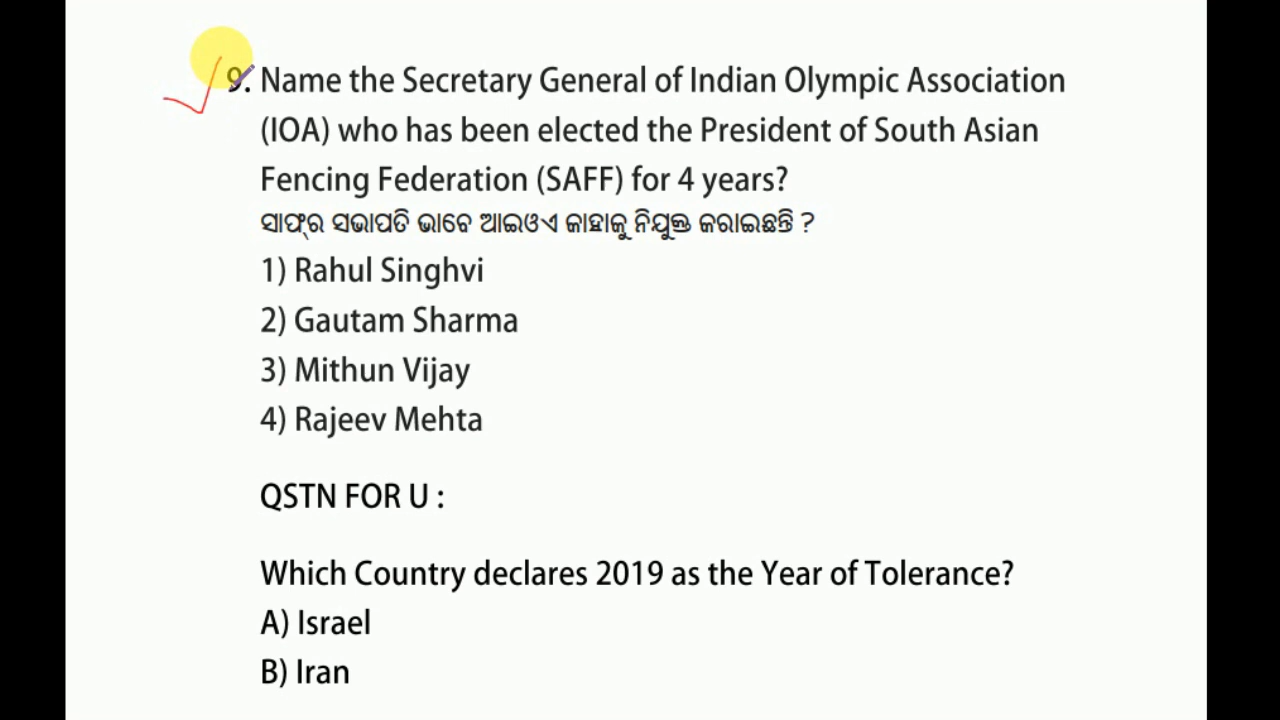 9. Name the Secretary General of Indian Olympic Association
(IOA) who has been elected the President of South Asian
Fencing Federation (SAFF) for 4 years?
ସାଫ୍‌ର ସଭାପତି ଭାବେ ଆଇଓଏ କାହାକୁ ନିଯୁକ୍ତ କରାଇଛନ୍ତି ?
1) Rahul Singhvi
2) Gautam Sharma
3) Mithun Vijay
4) Rajeev Mehta
QSTN FOR U :
Which Country declares 2019 as the Year of Tolerance?
A) Israel
B) Iran